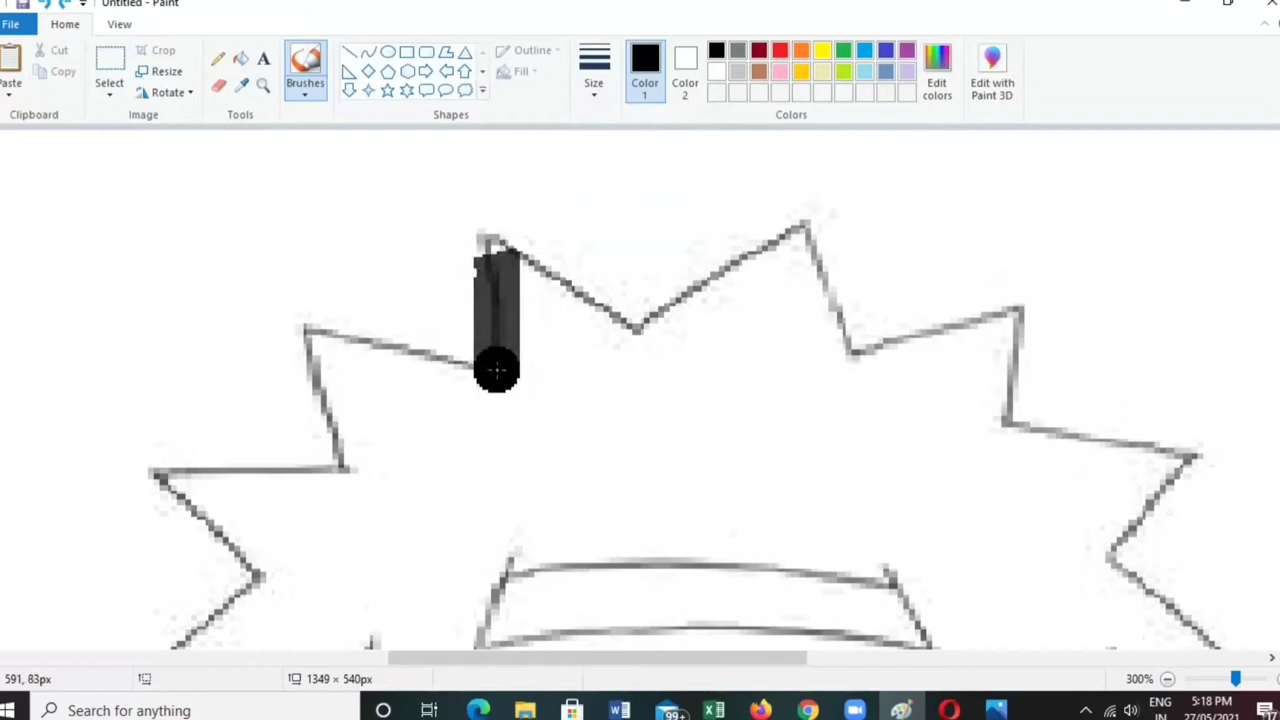 Untitled - Paint
File Home View
Cut
Copy
Paste
Clipboard
Select
Crop
Resize
Rotate
Image
Tools
Brushes
Outline
Fill
Shapes
Size
Color 1
Color 2
Edit colors
Colors
Edit with Paint 3D
591, 83px
1349 × 540px
300%
Search for anything
99+
ENG
IN
5:18 PM
27/05/2021